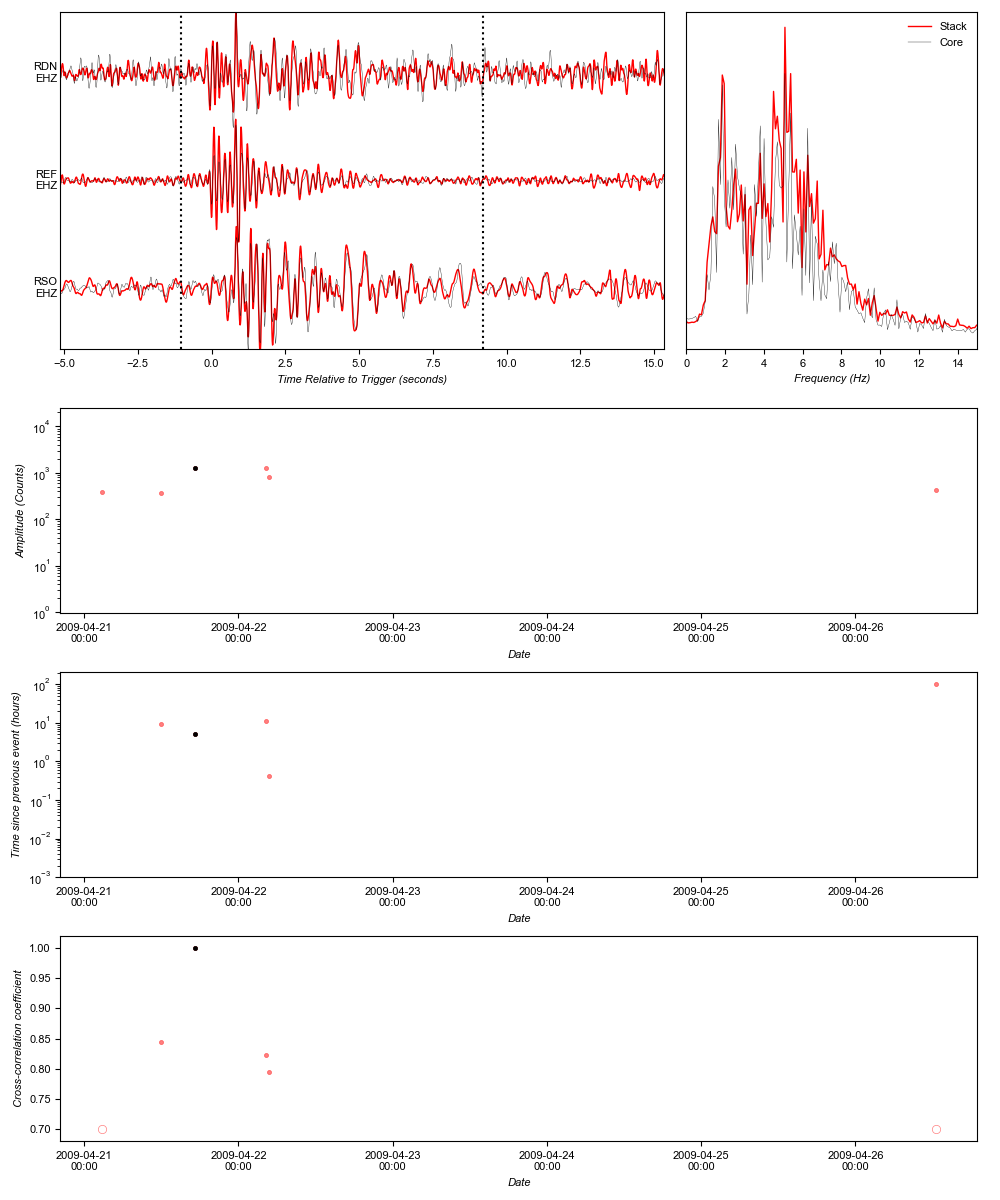 RDN
EHZ
REF
EHZ
RSO
EHZ
−5.0 −2.5 0.0 2.5 5.0 7.5 10.0 12.5 15.0
Time Relative to Trigger (seconds)
Stack
Core
0 2 4 6 8 10 12 14
Frequency (Hz)
Amplitude (Counts)
10⁴
10³
10²
10¹
10⁰
2009-04-21 2009-04-22 2009-04-23 2009-04-24 2009-04-25 2009-04-26
00:00 00:00 00:00 00:00 00:00 00:00
Date
Time since previous event (hours)
10²
10¹
10⁰
10⁻¹
10⁻²
10⁻³
2009-04-21 2009-04-22 2009-04-23 2009-04-24 2009-04-25 2009-04-26
00:00 00:00 00:00 00:00 00:00 00:00
Date
Cross-correlation coefficient
1.00
0.95
0.90
0.85
0.80
0.75
0.70
2009-04-21 2009-04-22 2009-04-23 2009-04-24 2009-04-25 2009-04-26
00:00 00:00 00:00 00:00 00:00 00:00
Date